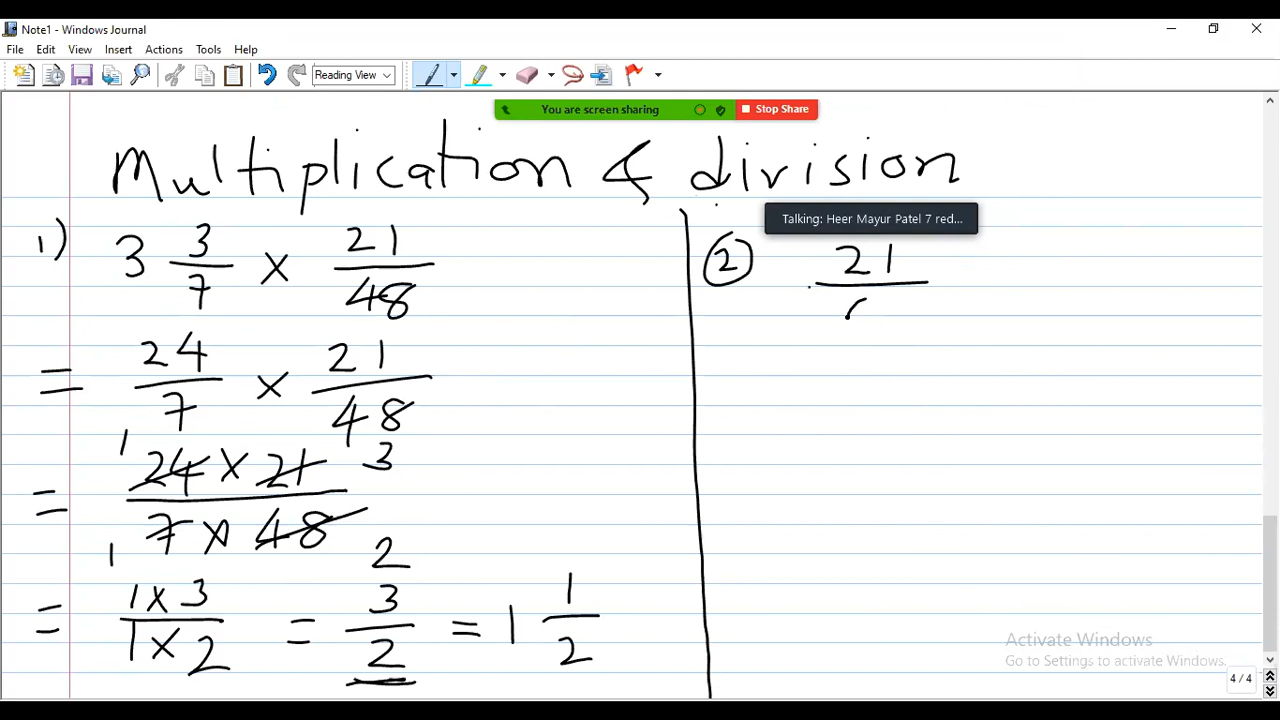 Note1 - Windows Journal
File Edit View Insert Actions Tools Help
Reading View
You are screen sharing Stop Share
Multiplication & division
Talking: Heer Mayur Patel 7 red...
1) 3 3/7 × 21/48
= 24/7 × 21/48
1 3
= 24 × 21 / 7 × 48
1 2
= 1 × 3 / 1 × 2 = 3/2 = 1 1/2
② 21
Activate Windows
Go to Settings to activate Windows.
4 / 4